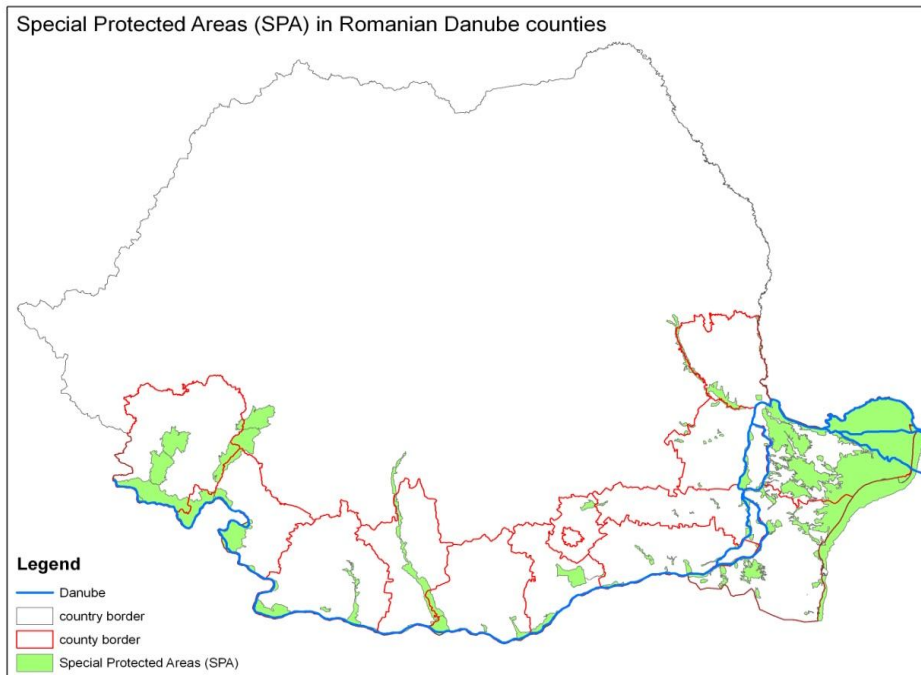 Special Protected Areas (SPA) in Romanian Danube counties
Legend
Danube
country border
county border
Special Protected Areas (SPA)